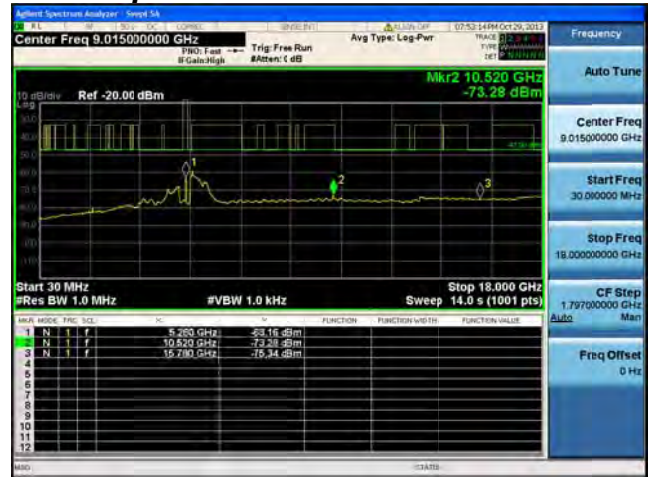 Agilent Spectrum Analyzer - Swept SA
07:52:14 PM Oct 29, 2013
Center Freq 9.015000000 GHz
PNO: Fast
IFGain:High
Trig: Free Run
Avg Type: Log-Pwr
TRACE
TYPE
DET
Mkr2 10.520 GHz
-73.28 dBm
10 dB/div Ref -20.00 dBm
Log
1
2
3
Start 30 MHz
Stop 18.000 GHz
#Res BW 1.0 MHz
#VBW 1.0 kHz
Sweep 14.0 s (1001 pts)
MKR MODE TRC SCL X Y FUNCTION FUNCTION WIDTH FUNCTION VALUE
1 N 1 f 5.260 GHz -63.16 dBm
2 N 1 f 10.520 GHz -73.28 dBm
3 N 1 f 15.780 GHz -75.34 dBm
4
5
6
7
8
9
10
11
12
MSG
STATUS
Frequency
Auto Tune
Center Freq
9.015000000 GHz
Start Freq
30.000000 MHz
Stop Freq
18.000000000 GHz
CF Step
1.797000000 GHz
Auto Man
Freq Offset
0 Hz